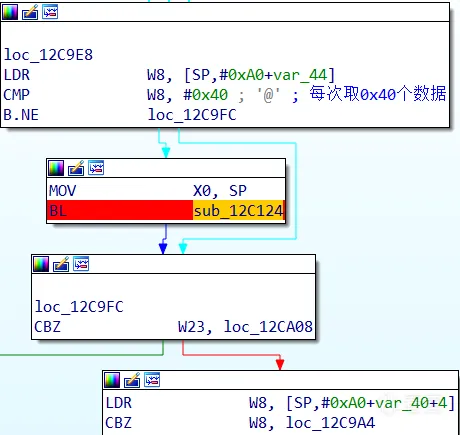 loc_12C9E8
LDR W8, [SP,#0xA0+var_44]
CMP W8, #0x40 ; '@' ; 每次取0x40个数据
B.NE loc_12C9FC
MOV X0, SP
BL sub_12C124
loc_12C9FC
CBZ W23, loc_12CA08
LDR W8, [SP,#0xA0+var_40+4]
CBZ W8, loc_12C9A4